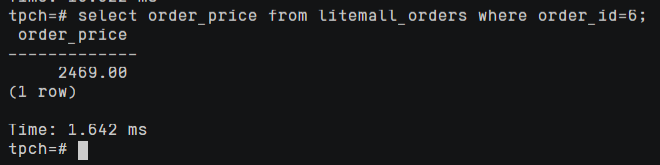 tpch=# select order_price from litemall_orders where order_id=6;
order_price
-------------
2469.00
(1 row)
Time: 1.642 ms
tpch=#